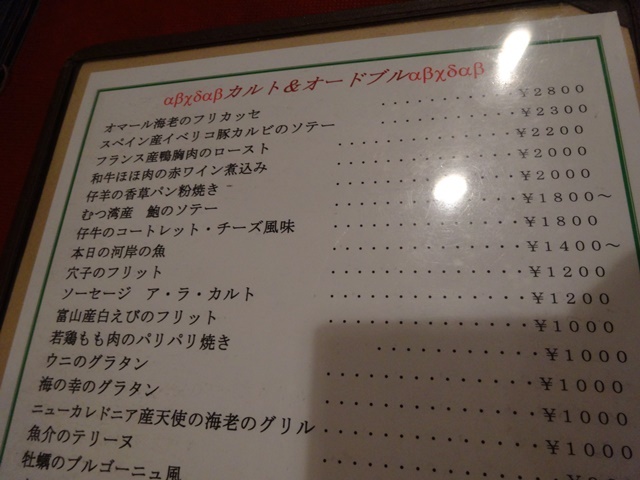 αβχδαβカルト＆オードブルαβχδαβ
オマール海老のフリカッセ ・・・・・・・・・・￥2800
スペイン産イベリコ豚カルビのソテー ・・・・・・・・・・￥2300
フランス産鴨胸肉のロースト ・・・・・・・・・・・・・￥2200
和牛ほほ肉の赤ワイン煮込み ・・・・・・・・・・・・・￥2000
仔羊の香草パン粉焼き ・・・・・・・・・・・・・￥2000
むつ湾産　鮑のソテー ・・・・・・・・・・・・・￥1800～
仔牛のコートレット・チーズ風味 ・・・・・・・・・・・・・￥1800
本日の河岸の魚 ・・・・・・・・・・・・・￥1400～
穴子のフリット ・・・・・・・・・・・・・￥1200
ソーセージ　ア・ラ・カルト ・・・・・・・・・・・・・￥1200
富山産白えびのフリット ・・・・・・・・・・・・・￥1000
若鶏もも肉のパリパリ焼き ・・・・・・・・・・￥1000
ウニのグラタン ・・・・・・・・・・・・・￥1000
海の幸のグラタン ・・・・・・・・・・・・・￥1000
ニューカレドニア産天使の海老のグリル ・・・・・・・・・・・・・￥1000
魚介のテリーヌ
牡蠣のブルゴーニュ風